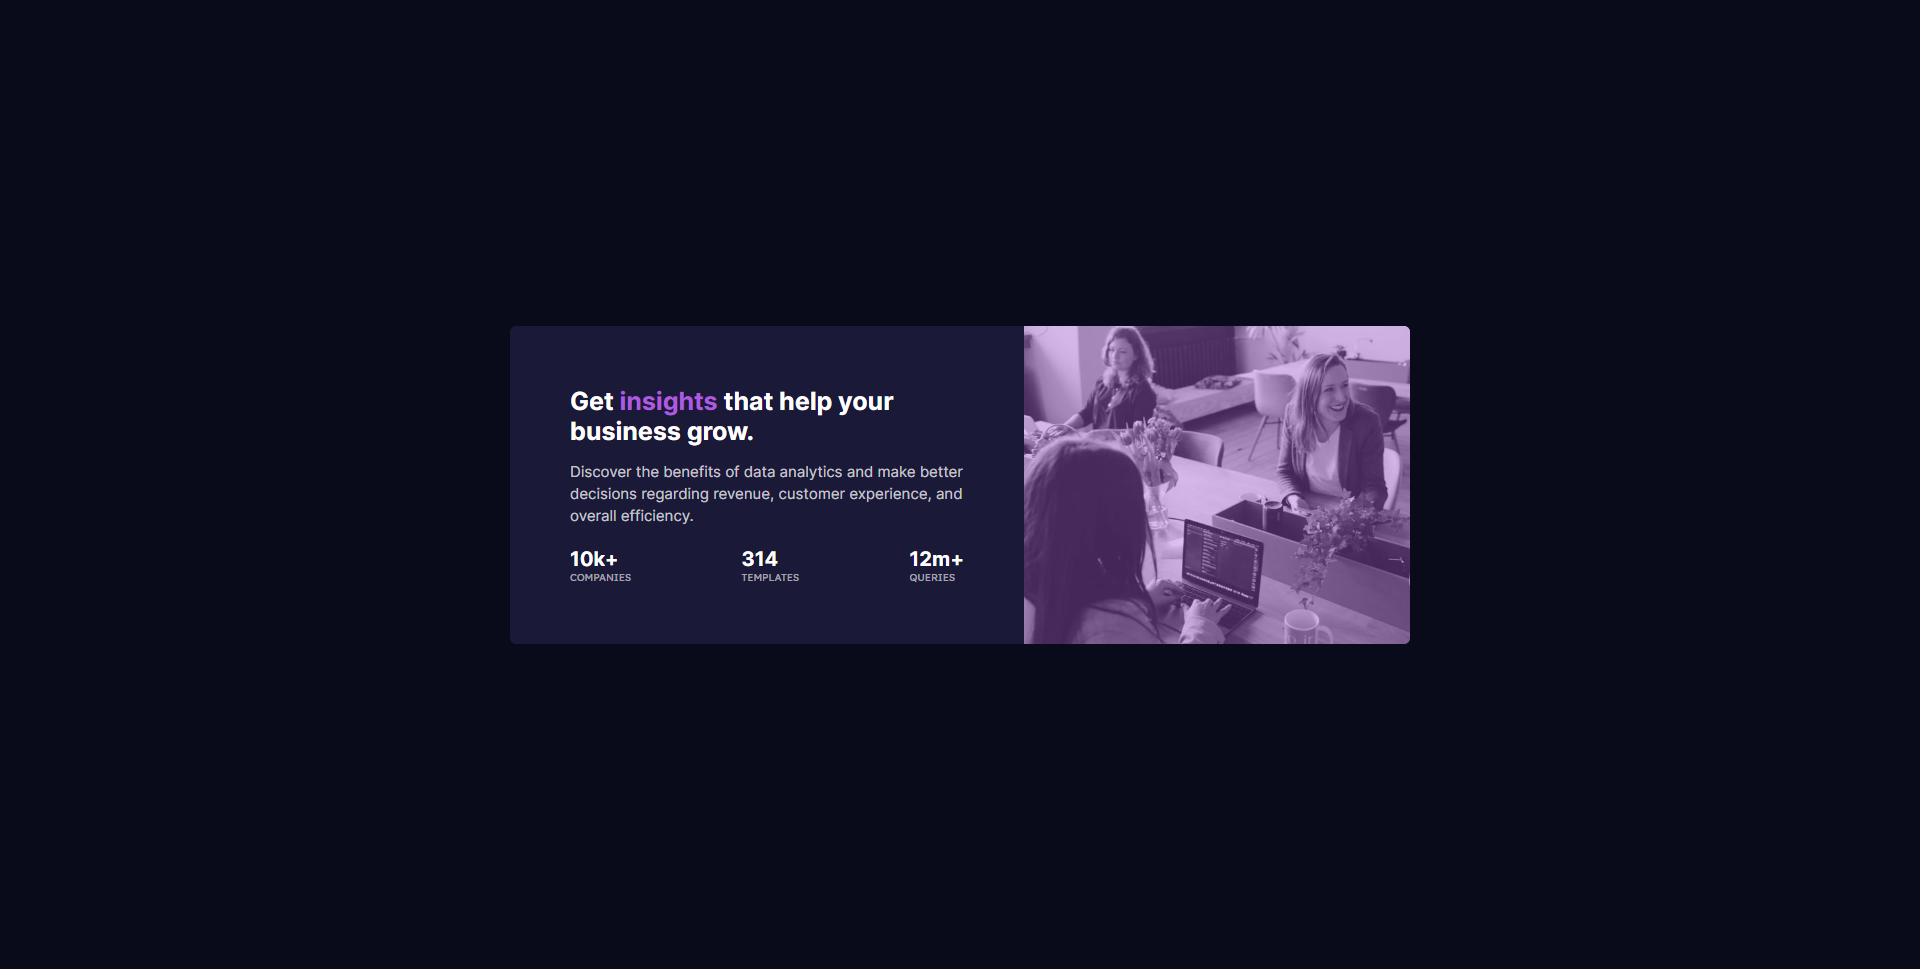 Get insights that help your
business grow.
Discover the benefits of data analytics and make better
decisions regarding revenue, customer experience, and
overall efficiency.
10k+ 314 12m+
COMPANIES TEMPLATES QUERIES